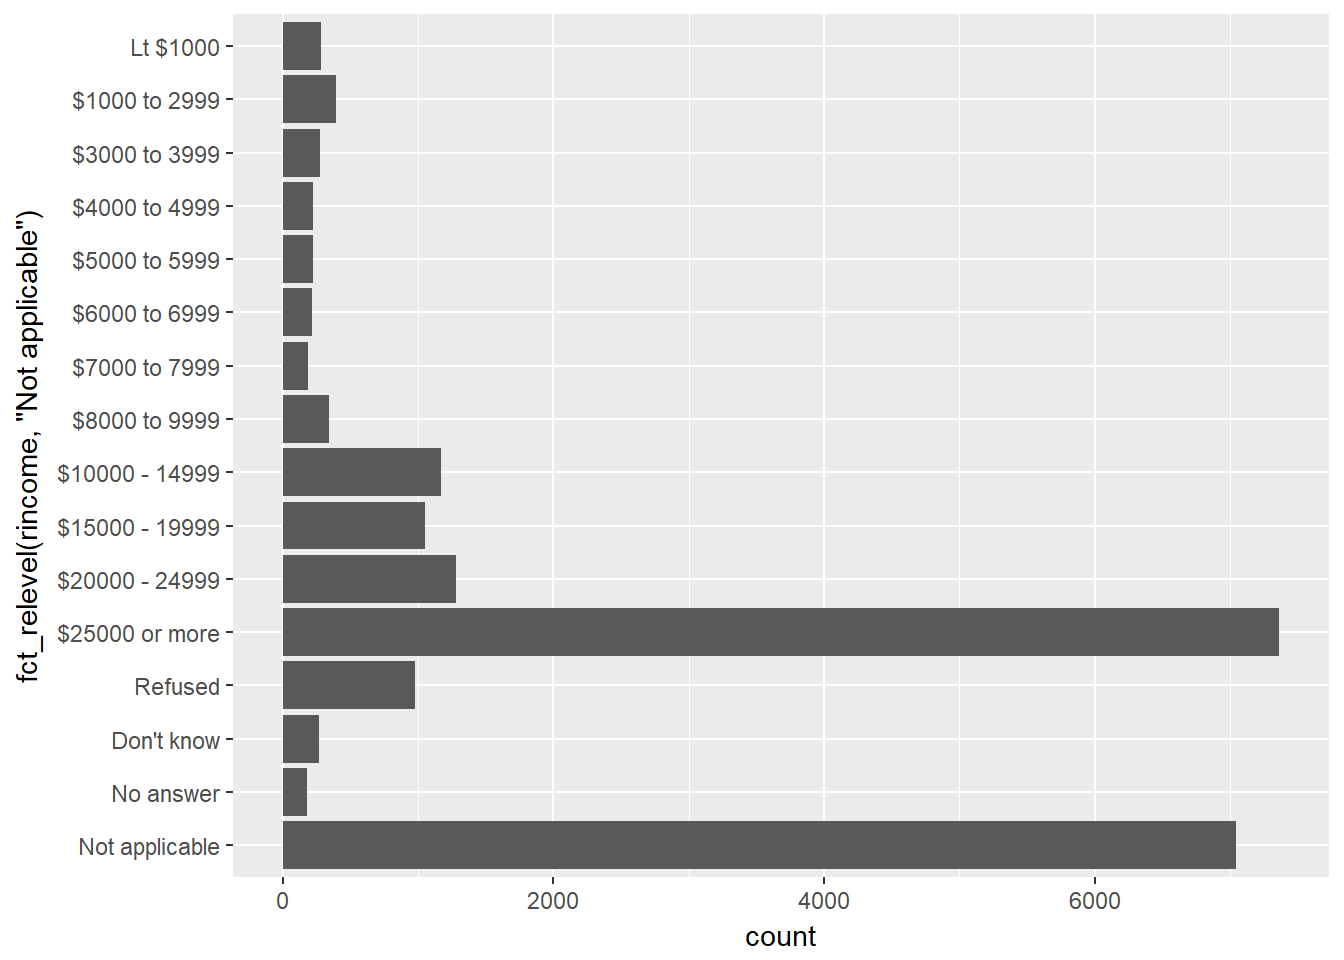 fct_relevel(rincome, "Not applicable")
Lt $1000
$1000 to 2999
$3000 to 3999
$4000 to 4999
$5000 to 5999
$6000 to 6999
$7000 to 7999
$8000 to 9999
$10000 - 14999
$15000 - 19999
$20000 - 24999
$25000 or more
Refused
Don't know
No answer
Not applicable
0 2000 4000 6000
count